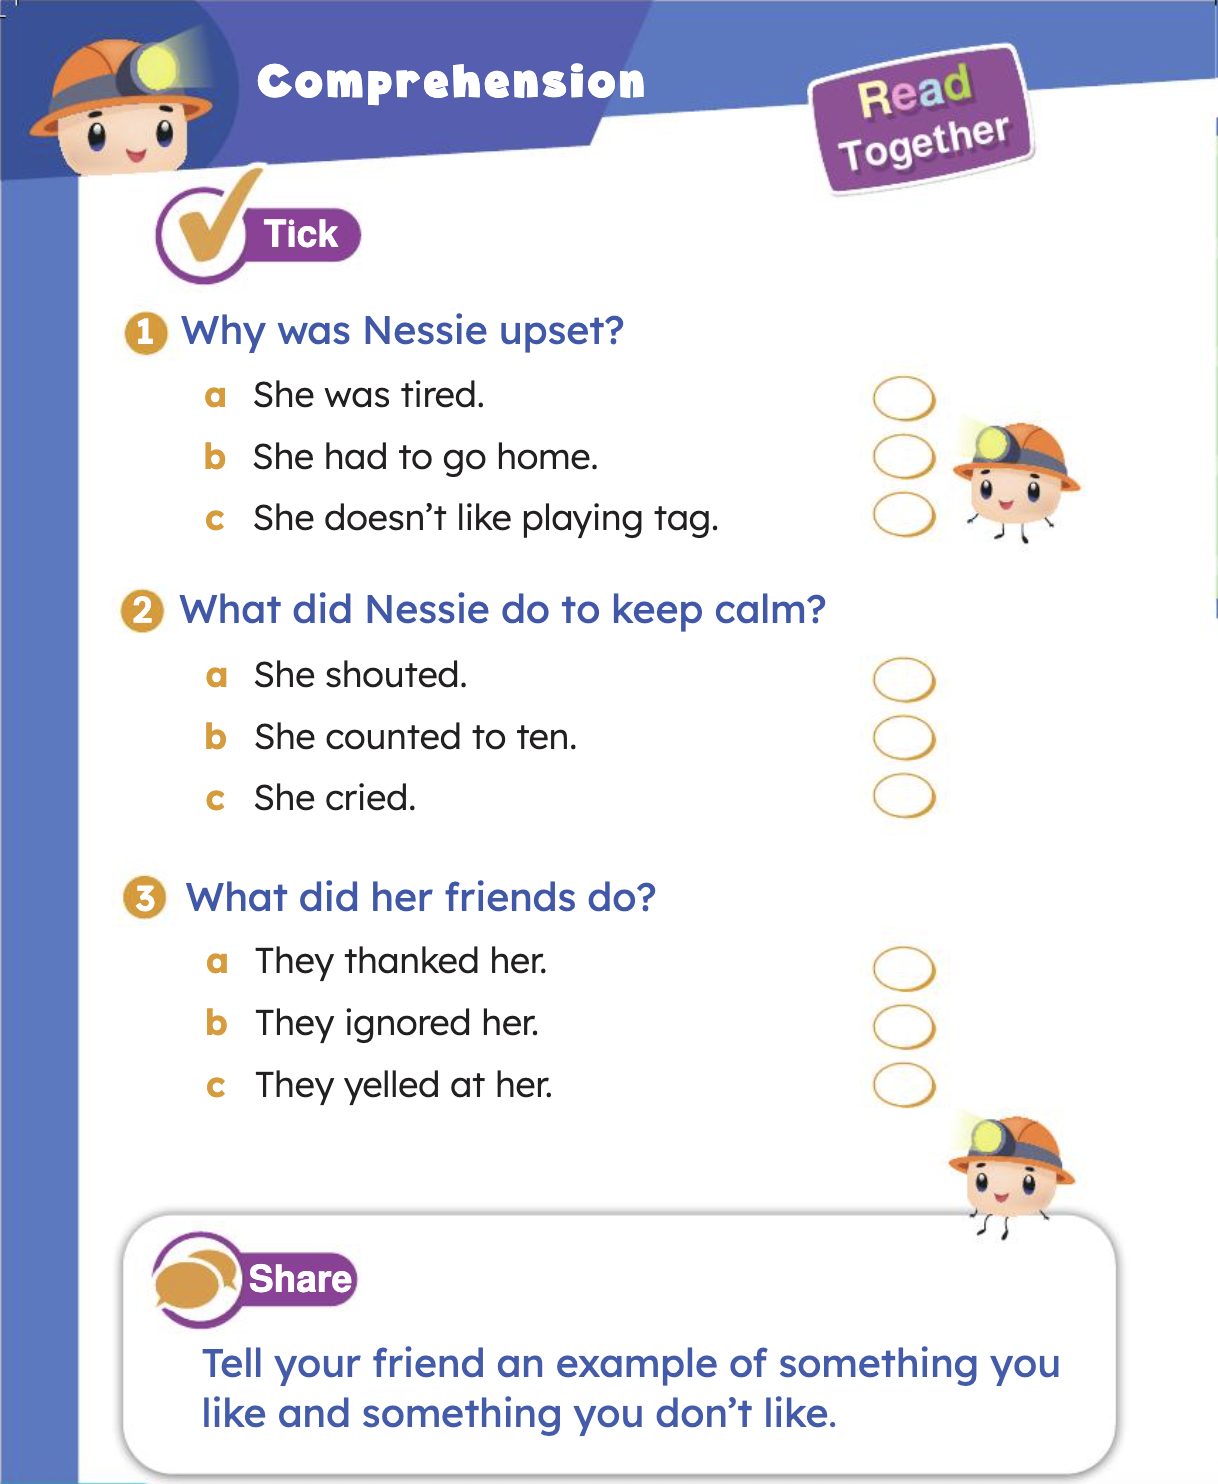 Comprehension
Read
Together
Tick
1 Why was Nessie upset?
a She was tired.
b She had to go home.
c She doesn't like playing tag.
2 What did Nessie do to keep calm?
a She shouted.
b She counted to ten.
c She cried.
3 What did her friends do?
a They thanked her.
b They ignored her.
c They yelled at her.
Share
Tell your friend an example of something you
like and something you don't like.